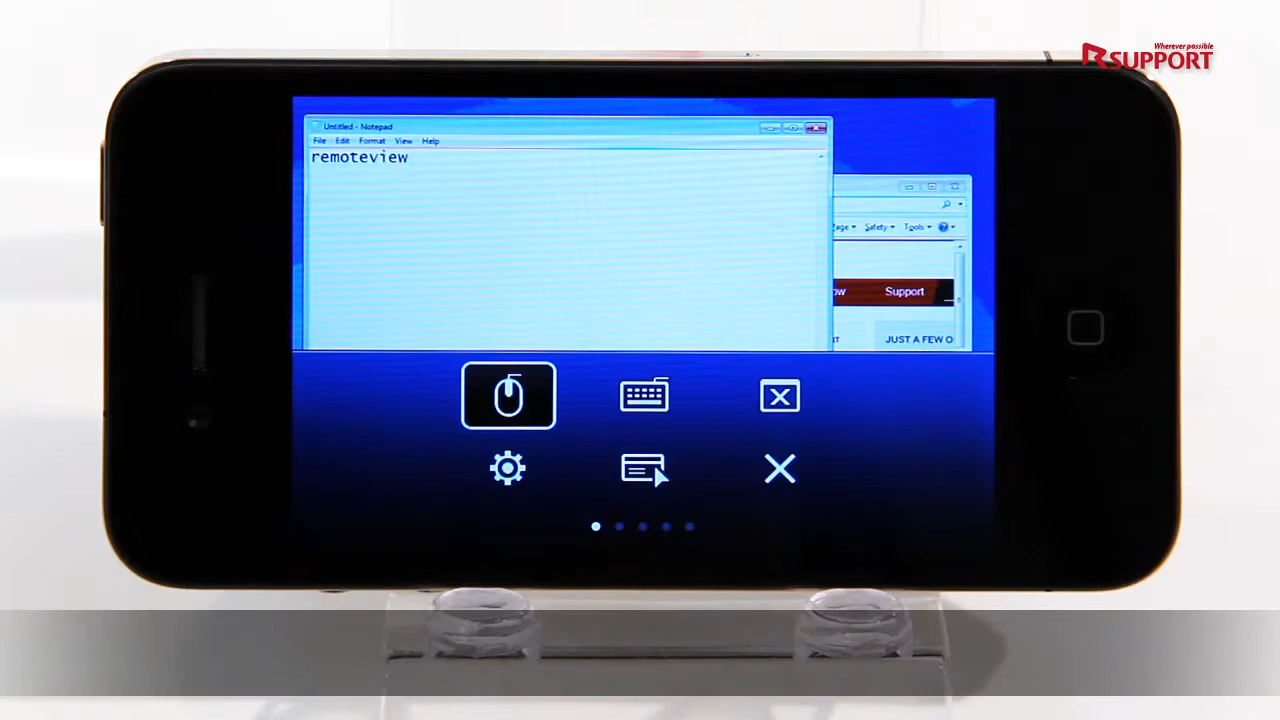 Wherever possible
RSUPPORT
Untitled - Notepad
File Edit Format View Help
remoteview
Safety Tools
Support
JUST A FEW O